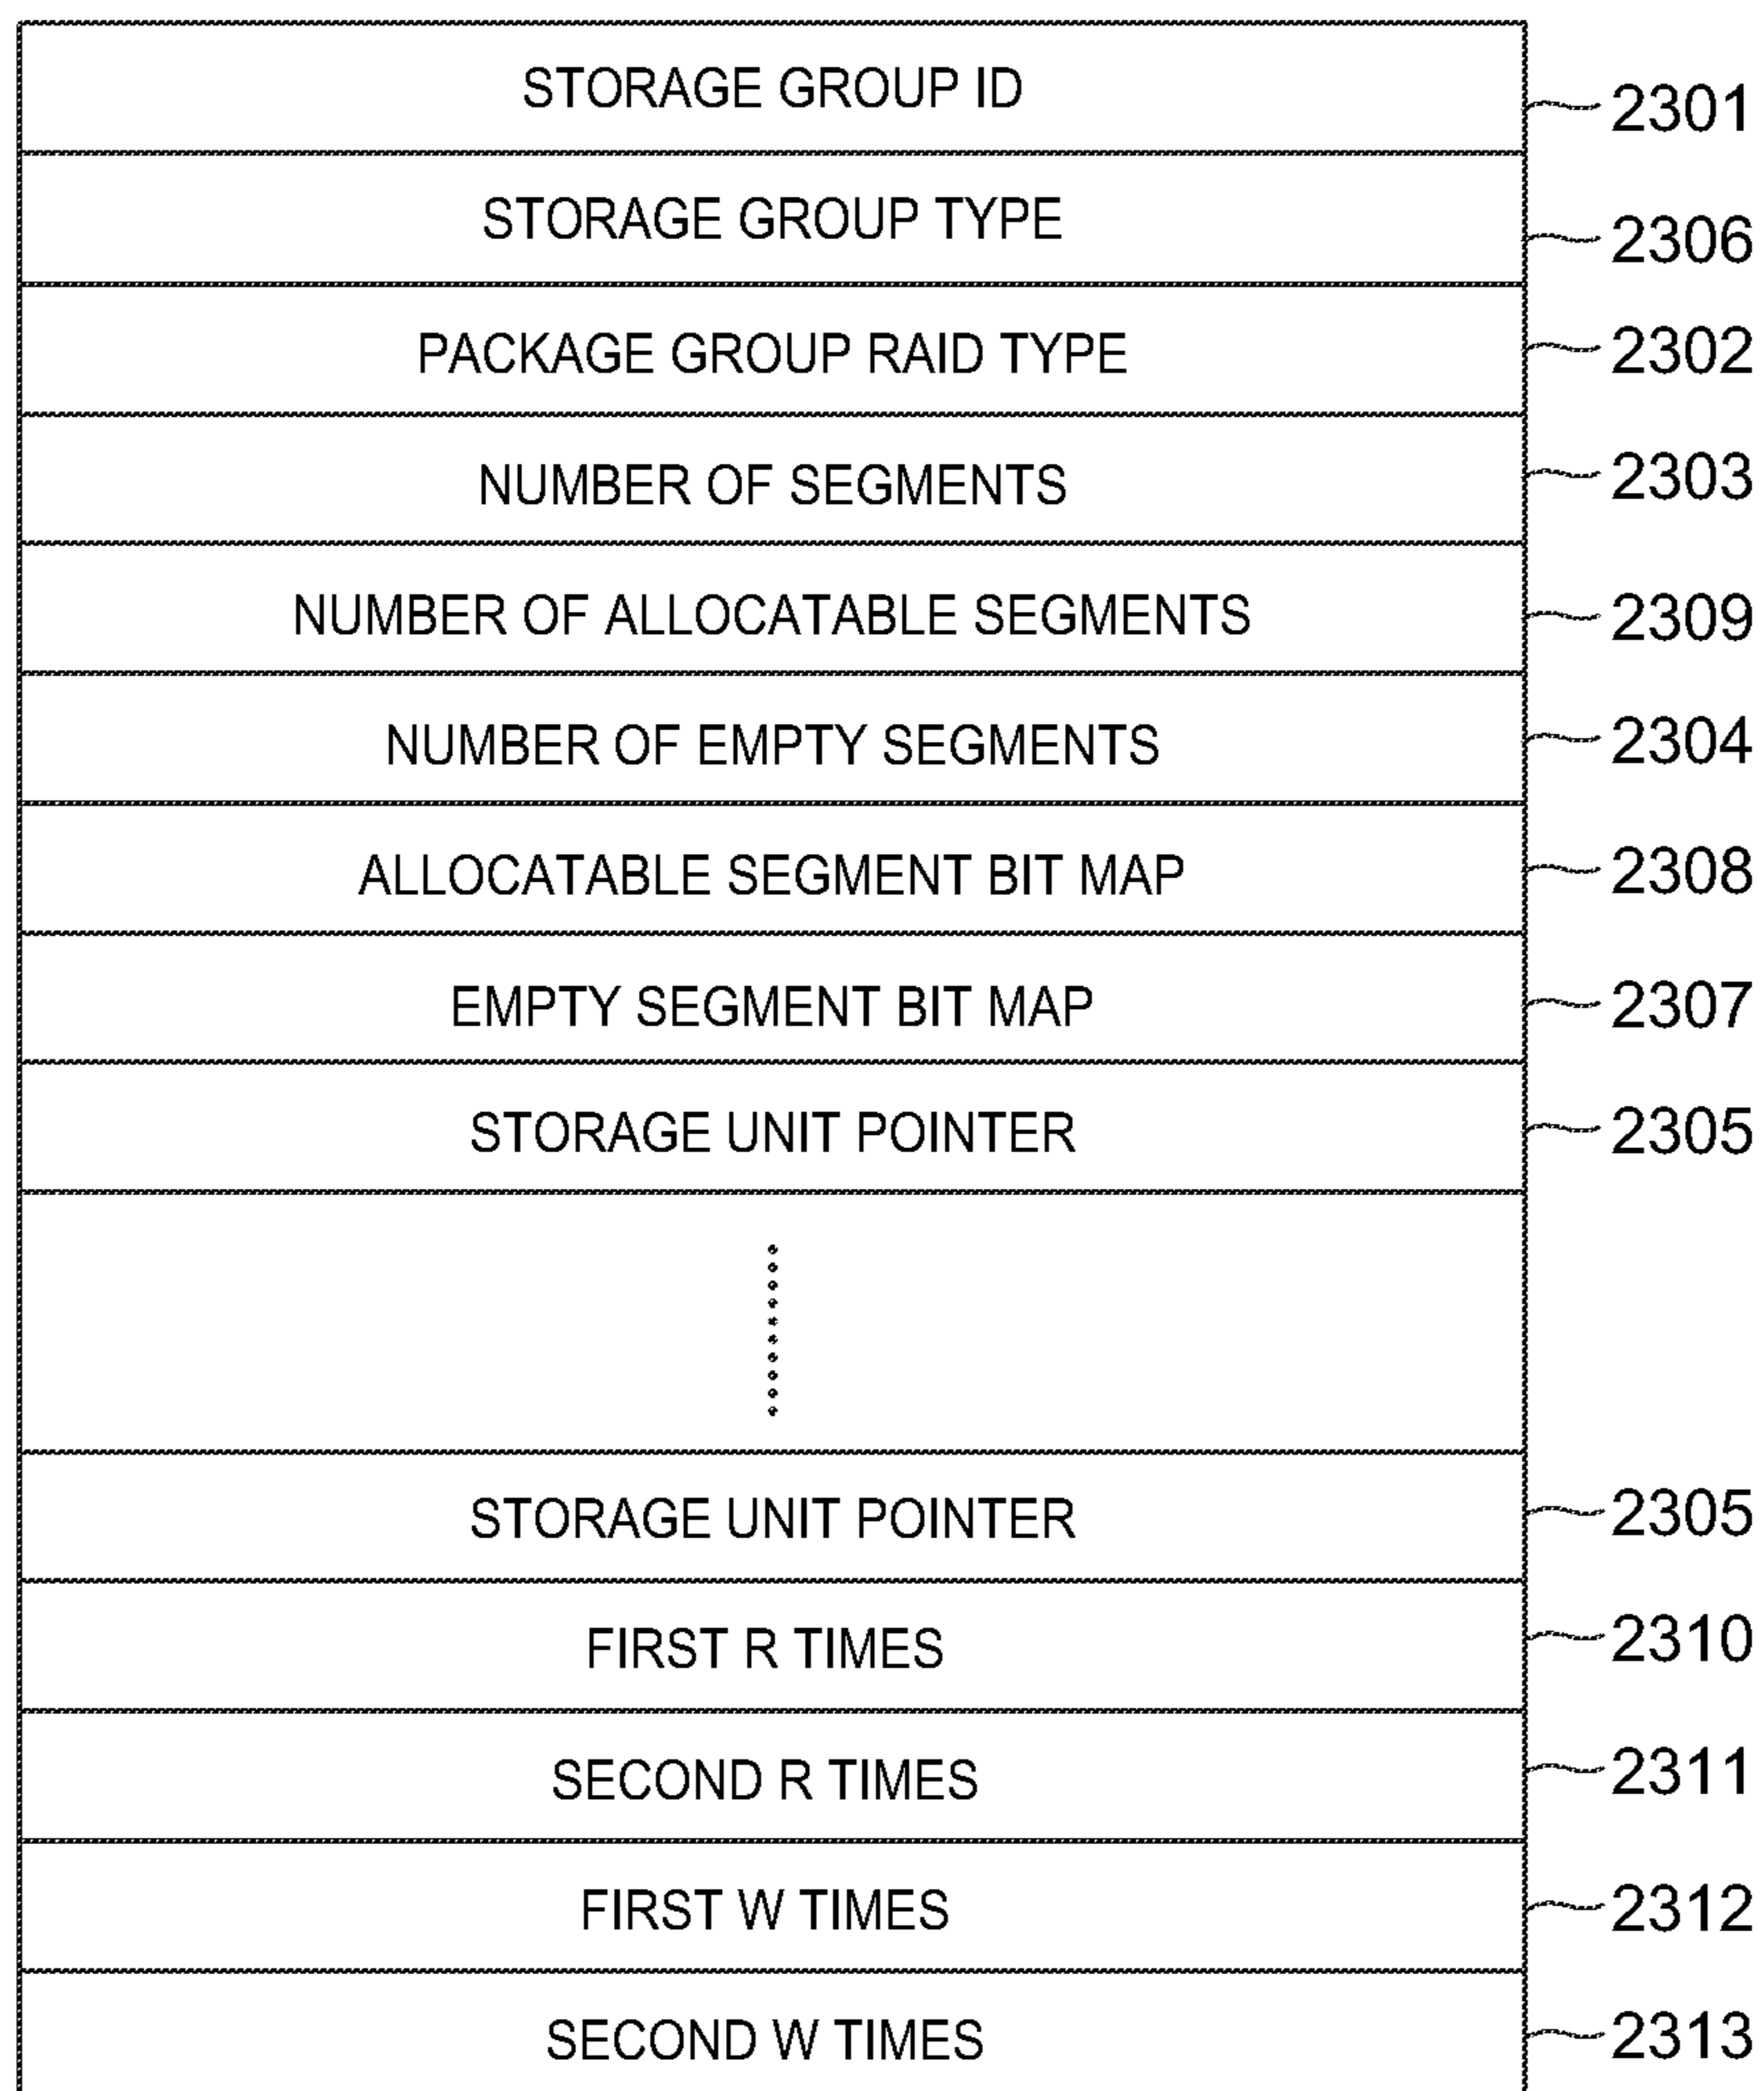 STORAGE GROUP ID 2301
STORAGE GROUP TYPE 2306
PACKAGE GROUP RAID TYPE 2302
NUMBER OF SEGMENTS 2303
NUMBER OF ALLOCATABLE SEGMENTS 2309
NUMBER OF EMPTY SEGMENTS 2304
ALLOCATABLE SEGMENT BIT MAP 2308
EMPTY SEGMENT BIT MAP 2307
STORAGE UNIT POINTER 2305
STORAGE UNIT POINTER 2305
FIRST R TIMES 2310
SECOND R TIMES 2311
FIRST W TIMES 2312
SECOND W TIMES 2313